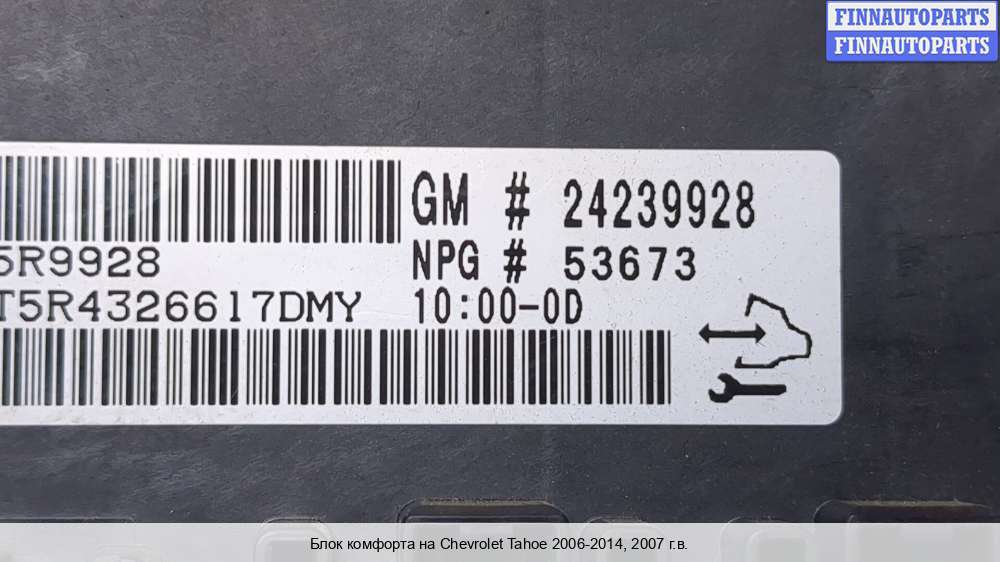 FINNAUTOPARTS
FINNAUTOPARTS
GM # 24239928
5R9928
NPG # 53673
T5R4326617DMY
10:00-0D
Блок комфорта на Chevrolet Tahoe 2006-2014, 2007 г.в.